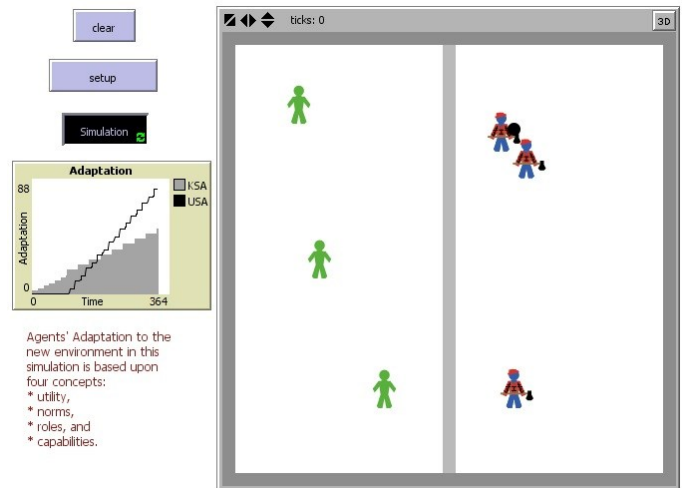 clear
setup
Simulation
Adaptation
88
Adaptation
0
0
Time
364
KSA
USA
Agents' Adaptation to the
new environment in this
simulation is based upon
four concepts:
* utility,
* norms,
* roles, and
* capabilities.
ticks: 0
3D